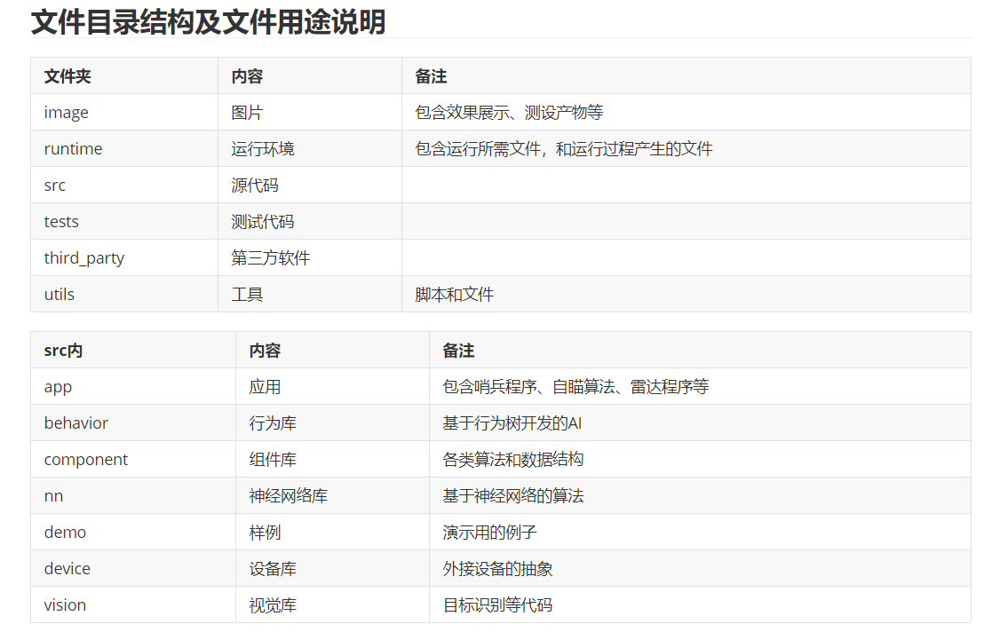 文件目录结构及文件用途说明
文件夹 内容 备注
image 图片 包含效果展示、测设产物等
runtime 运行环境 包含运行所需文件，和运行过程产生的文件
src 源代码
tests 测试代码
third_party 第三方软件
utils 工具 脚本和文件
src内 内容 备注
app 应用 包含哨兵程序、自瞄算法、雷达程序等
behavior 行为库 基于行为树开发的AI
component 组件库 各类算法和数据结构
nn 神经网络库 基于神经网络的算法
demo 样例 演示用的例子
device 设备库 外接设备的抽象
vision 视觉库 目标识别等代码